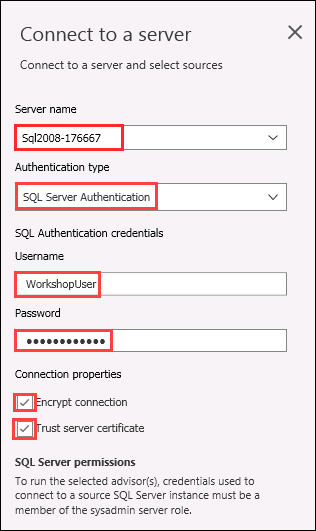 Connect to a server
Connect to a server and select sources
Server name
Sql2008-176667
Authentication type
SQL Server Authentication
SQL Authentication credentials
Username
WorkshopUser
Password
●●●●●●●●●●●●
Connection properties
Encrypt connection
Trust server certificate
SQL Server permissions
To run the selected advisor(s), credentials used
to connect to a source SQL Server instance must be a
member of the sysadmin server role.